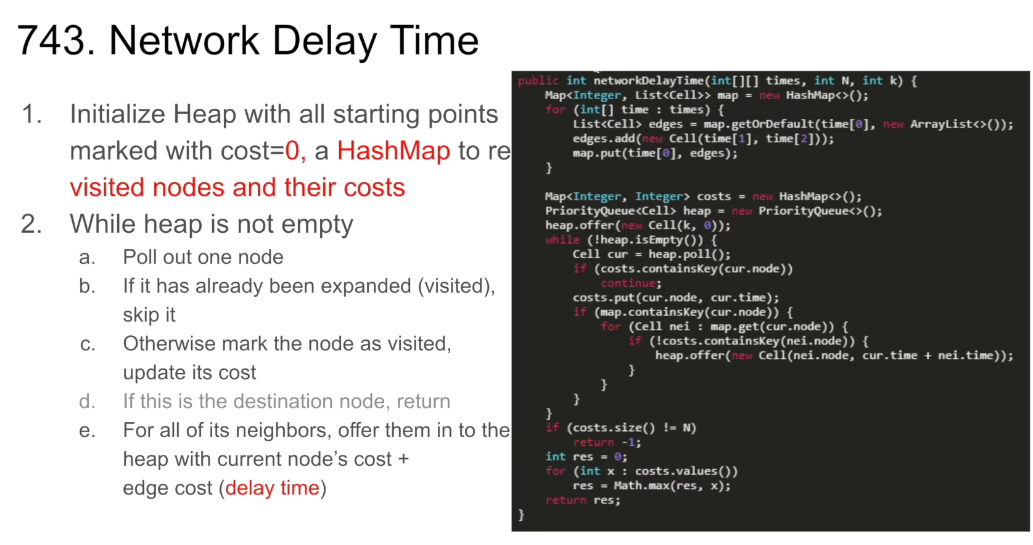 743. Network Delay Time
1. Initialize Heap with all starting points
marked with cost=0, a HashMap to re
visited nodes and their costs
2. While heap is not empty
a. Poll out one node
b. If it has already been expanded (visited),
skip it
c. Otherwise mark the node as visited,
update its cost
d. If this is the destination node, return
e. For all of its neighbors, offer them in to the
heap with current node's cost +
edge cost (delay time)
public int networkDelayTime(int[][] times, int N, int k) {
Map<Integer, List<Cell>> map = new HashMap<>();
for (int[] time : times) {
List<Cell> edges = map.getOrDefault(time[0], new ArrayList<>());
edges.add(new Cell(time[1], time[2]));
map.put(time[0], edges);
}
Map<Integer, Integer> costs = new HashMap<>();
PriorityQueue<Cell> heap = new PriorityQueue<>();
heap.offer(new Cell(k, 0));
while (!heap.isEmpty()) {
Cell cur = heap.poll();
if (costs.containsKey(cur.node))
continue;
costs.put(cur.node, cur.time);
if (map.containsKey(cur.node)) {
for (Cell nei : map.get(cur.node)) {
if (!costs.containsKey(nei.node)) {
heap.offer(new Cell(nei.node, cur.time + nei.time));
}
}
}
}
if (costs.size() != N)
return -1;
int res = 0;
for (int x : costs.values())
res = Math.max(res, x);
return res;
}